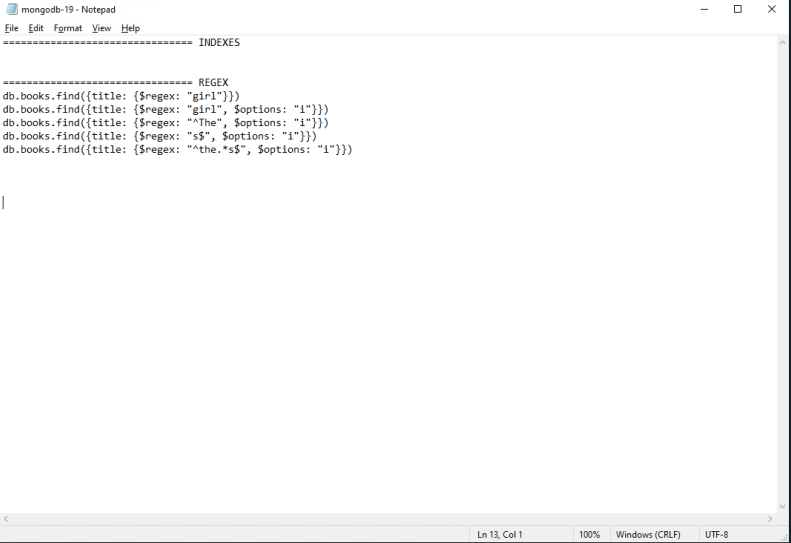 mongodb-19 - Notepad
File Edit Format View Help
================================ INDEXES
================================ REGEX
db.books.find({title: {$regex: "girl"}})
db.books.find({title: {$regex: "girl", $options: "i"}})
db.books.find({title: {$regex: "^The", $options: "i"}})
db.books.find({title: {$regex: "s$", $options: "i"}})
db.books.find({title: {$regex: "^the.*s$", $options: "i"}})
Ln 13, Col 1 100% Windows (CRLF) UTF-8